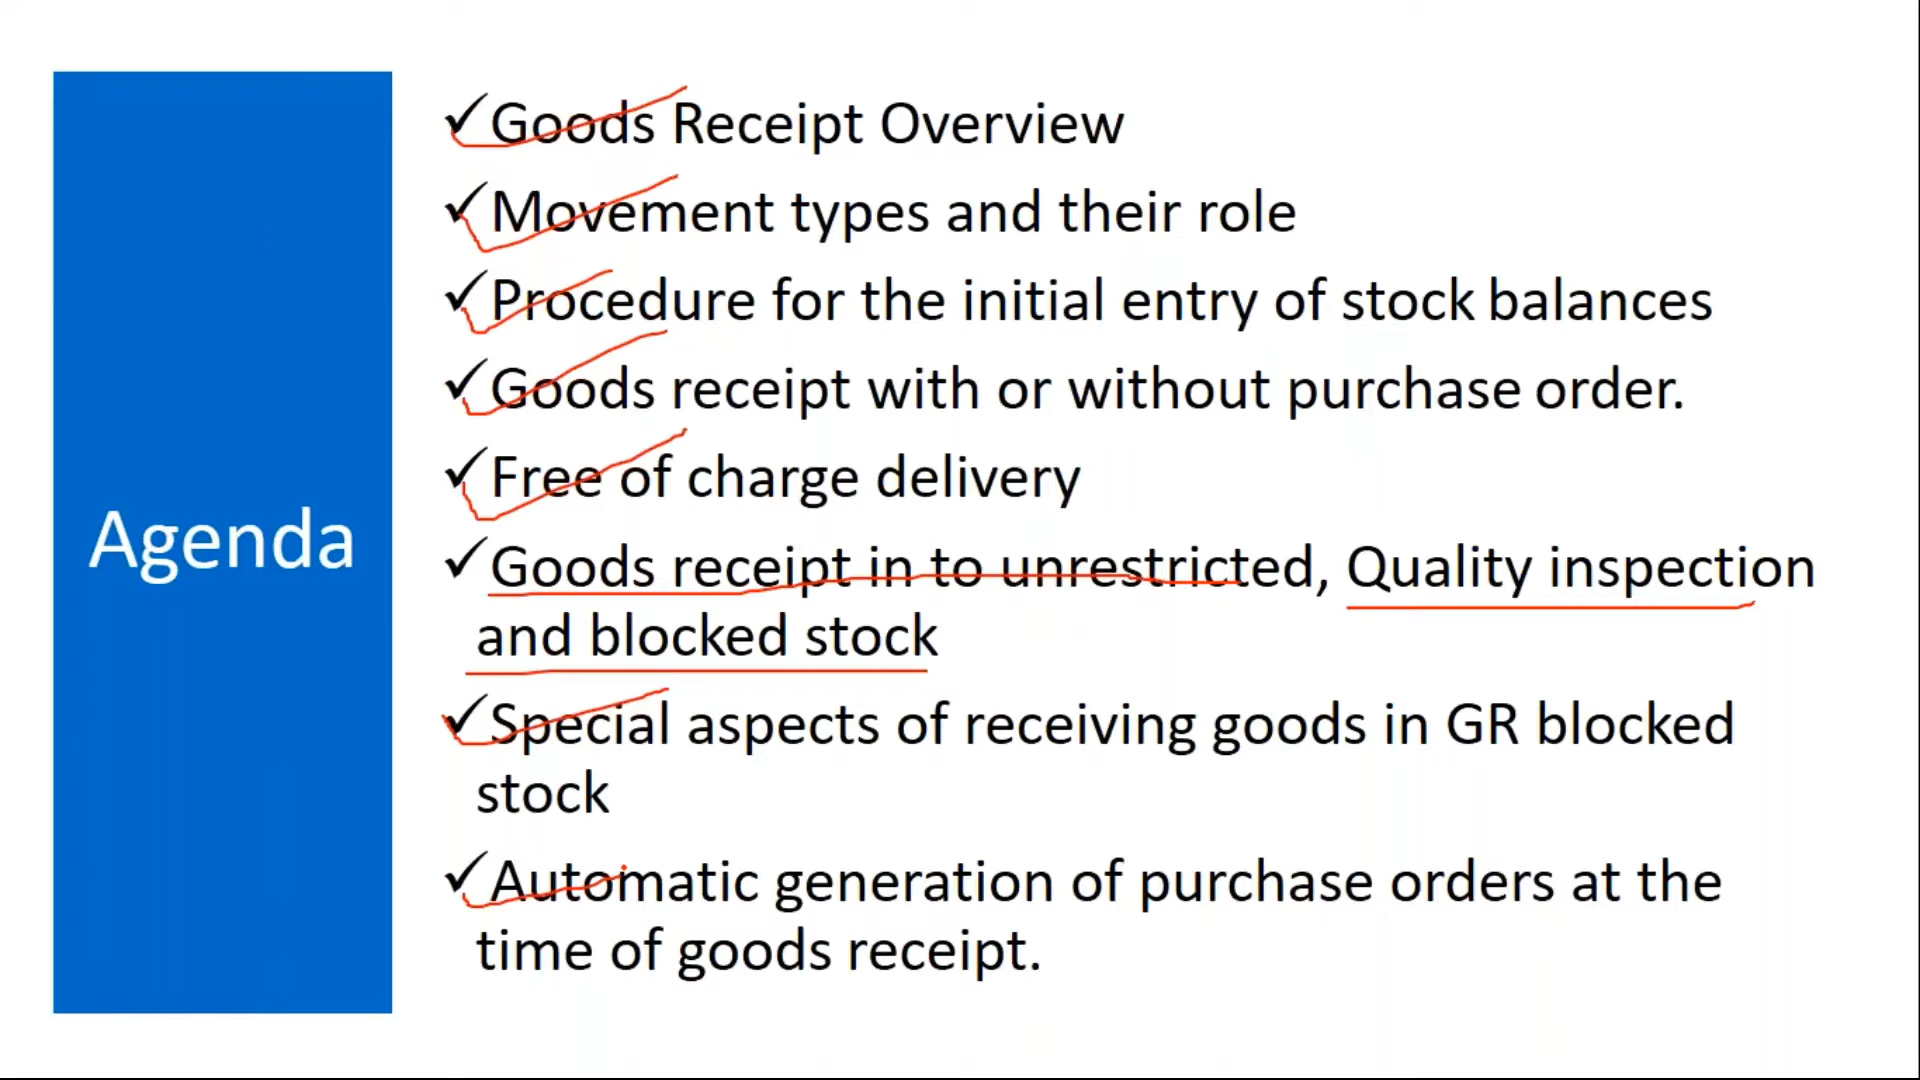 Agenda
✓Goods Receipt Overview
✓Movement types and their role
✓Procedure for the initial entry of stock balances
✓Goods receipt with or without purchase order.
✓Free of charge delivery
✓Goods receipt in to unrestricted, Quality inspection
and blocked stock
✓Special aspects of receiving goods in GR blocked
stock
✓Automatic generation of purchase orders at the
time of goods receipt.